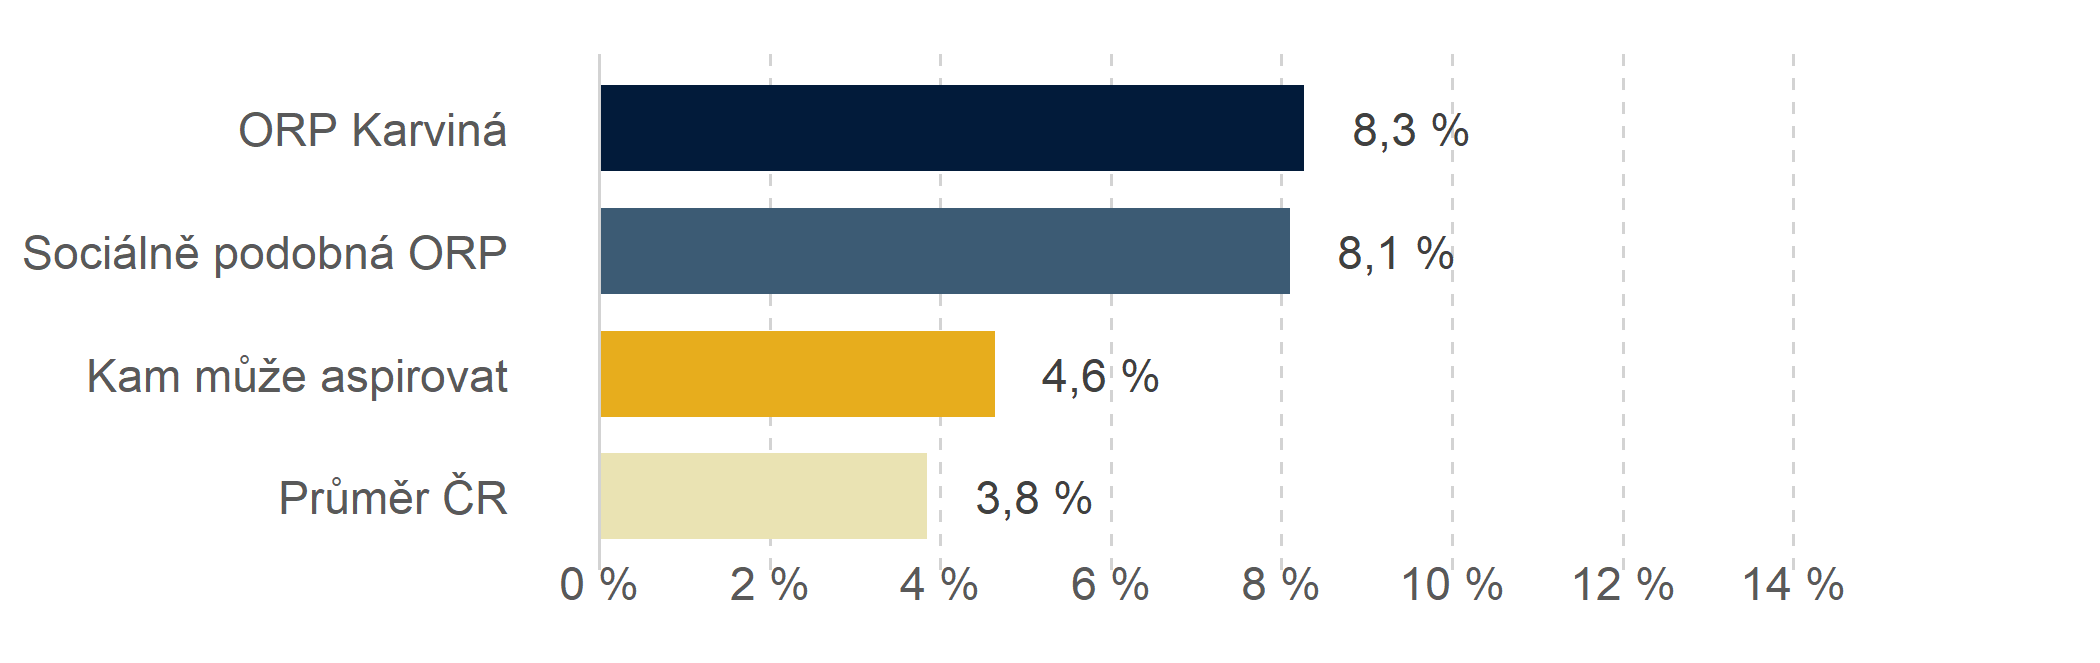 ORP Karviná
8,3 %
Sociálně podobná ORP
8,1 %
Kam může aspirovat
4,6 %
Průměr ČR
3,8 %
0 % 2 % 4 % 6 % 8 % 10 % 12 % 14 %